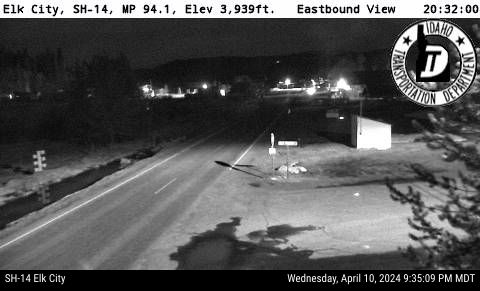 Elk City, SH-14, MP 94.1, Elev 3,939ft. Eastbound View 20:32:00
IDAHO
TRANSPORTATION DEPARTMENT
SH-14 Elk City Wednesday, April 10, 2024 9:35:09 PM MDT